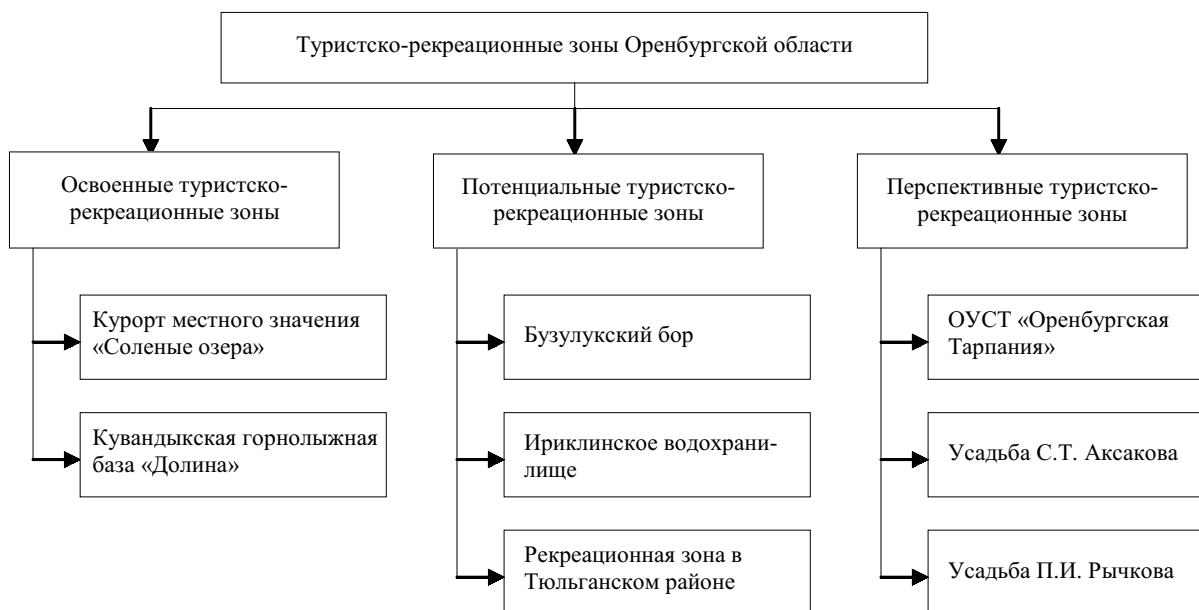 Туристско-рекреационные зоны Оренбургской области
Освоенные туристско-
рекреационные зоны
Курорт местного значения
«Соленые озера»
Кувандыкская горнолыжная
база «Долина»
Потенциальные туристско-
рекреационные зоны
Бузулукский бор
Ириклинское водохрани-
лище
Рекреационная зона в
Тюльганском районе
Перспективные туристско-
рекреационные зоны
ОУСТ «Оренбургская
Тарпания»
Усадьба С.Т. Аксакова
Усадьба П.И. Рычкова